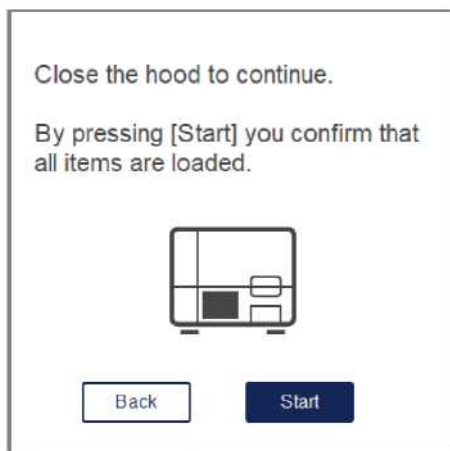 Close the hood to continue.
By pressing [Start] you confirm that
all items are loaded.
Back
Start